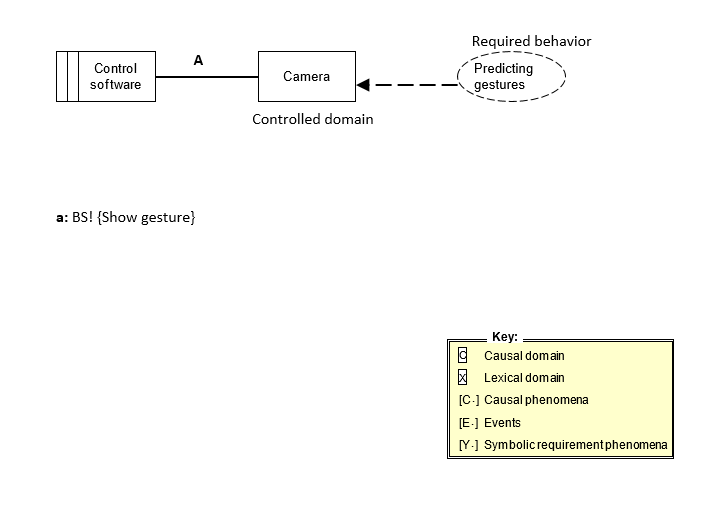 Required behavior
A
Control
software
Camera
Predicting
gestures
Controlled domain
a: BS! {Show gesture}
Key:
C Causal domain
X Lexical domain
[C.] Causal phenomena
[E.] Events
[Y.] Symbolic requirement phenomena